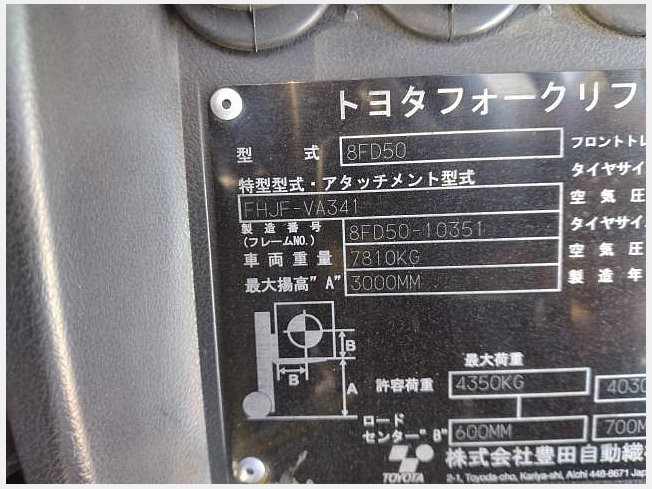 トヨタフォークリフ
型式 8FD50
フロントトレ
タイヤサイ
特型型式・アタッチメント型式
空気圧
FHJF-VA341
タイヤサイ
製造番号
(フレームNO.) 8FD50-10351
空気圧
車両重量 7810KG
製造年
最大揚高"A" 3000MM
B
B
A
最大荷重
許容荷重 4350KG 4030
ロード
センター"B" 600MM 700M
TOYOTA
株式会社豊田自動織
2-1, Toyoda-cho, Kariya-shi, Aichi 448-8671 Jap